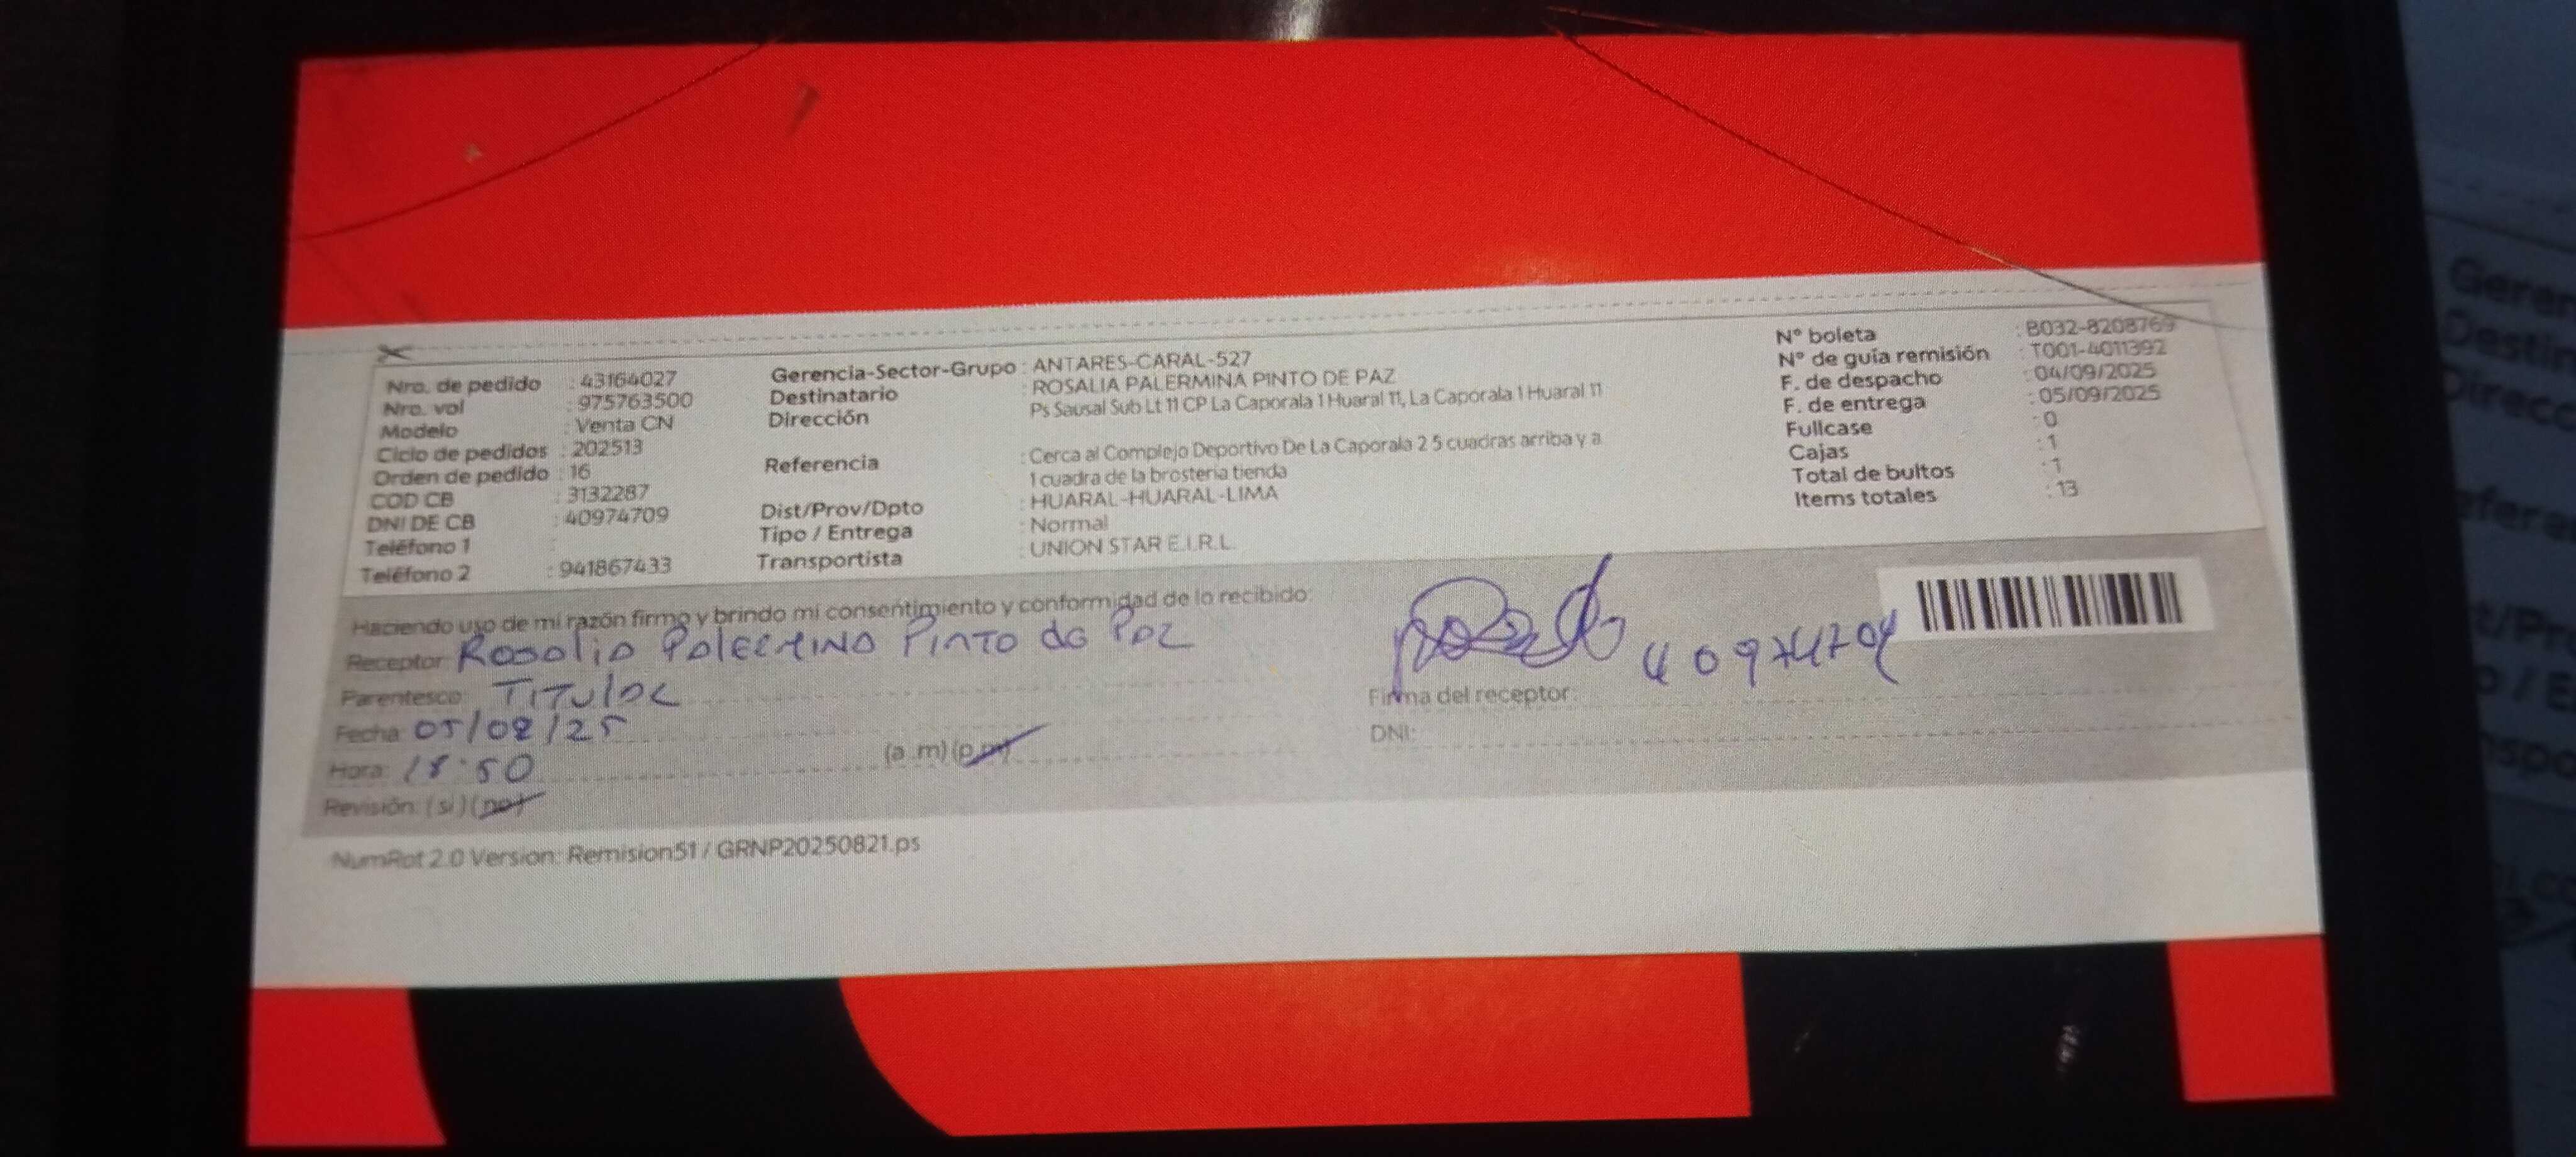 Nro. de pedido : 43164027
Nro. vol : 975763500
Modelo : Venta CN
Ciclo de pedidos : 202513
Orden de pedido : 16
COD CB : 3132287
DNI DE CB : 40974709
Teléfono 1 :
Teléfono 2 : 941867433
Gerencia-Sector-Grupo : ANTARES-CARAL-527
Destinatario : ROSALIA PALERMINA PINTO DE PAZ
Dirección Ps Sausal Sub Lt 11 CP La Caporala 1 Huaral 11, La Caporala 1 Huaral 11
Referencia : Cerca al Complejo Deportivo De La Caporala 2 5 cuadras arriba y a
1 cuadra de la brosteria tienda
Dist/Prov/Dpto : HUARAL-HUARAL-LIMA
Tipo / Entrega : Normal
Transportista : UNION STAR E.I.R.L.
N° boleta : B032-8208769
N° de guía remisión : T001-4011392
F. de despacho : 04/09/2025
F. de entrega : 05/09/2025
Fullcase : 0
Cajas : 1
Total de bultos : 1
Items totales : 13
Haciendo uso de mi razón firmo y brindo mi consentimiento y conformidad de lo recibido:
Receptor: Rosalia Palermina Pinto de Paz
Parentesco: Titular
Fecha: 05/08/25
Hora: 18:50 (a.m) (p.m)
Revisión: (si) (no)
Firma del receptor:
DNI:
NumRot 2.0 Version: Remision51 / GRNP20250821.ps
Geren
Destin
Direcc